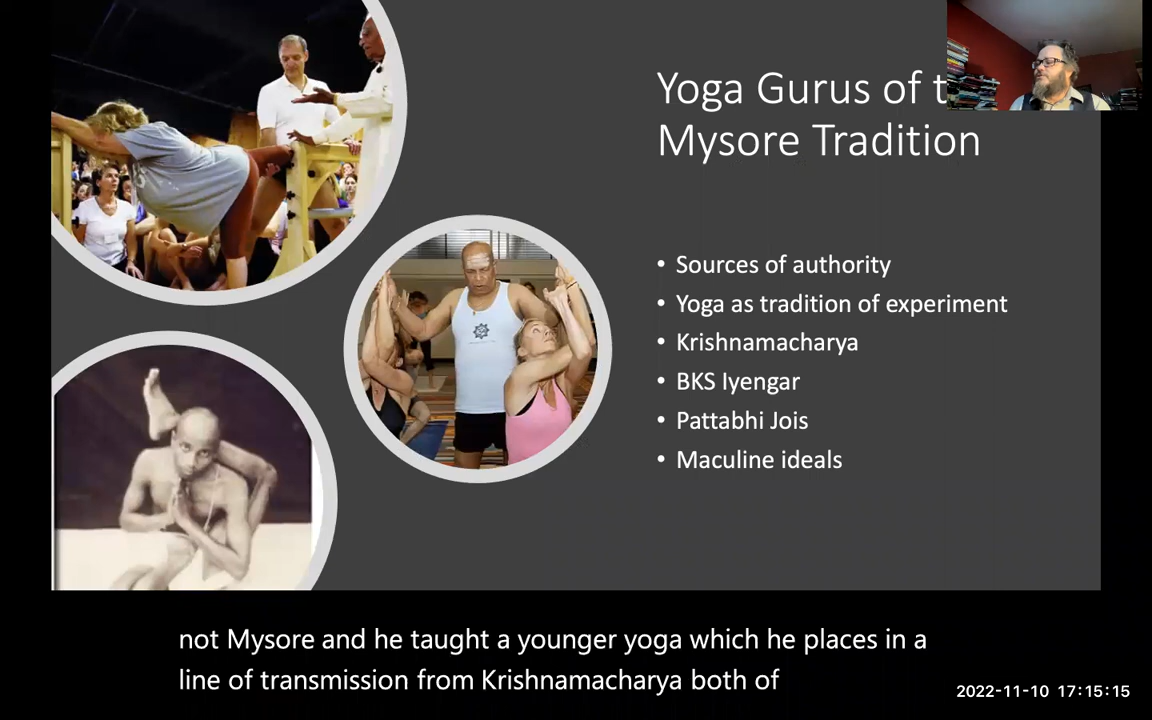 Yoga Gurus of t
Mysore Tradition
• Sources of authority
• Yoga as tradition of experiment
• Krishnamacharya
• BKS Iyengar
• Pattabhi Jois
• Maculine ideals
not Mysore and he taught a younger yoga which he places in a
line of transmission from Krishnamacharya both of
2022-11-10 17:15:15